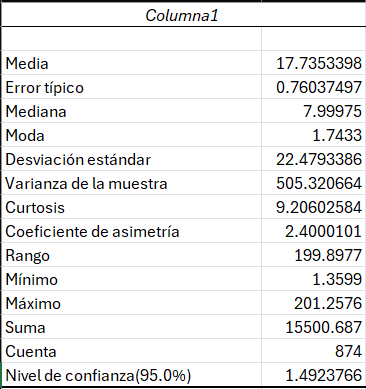 Columna1
Media 17.7353398
Error típico 0.76037497
Mediana 7.99975
Moda 1.7433
Desviación estándar 22.4793386
Varianza de la muestra 505.320664
Curtosis 9.20602584
Coeficiente de asimetría 2.4000101
Rango 199.8977
Mínimo 1.3599
Máximo 201.2576
Suma 15500.687
Cuenta 874
Nivel de confianza(95.0%) 1.4923766